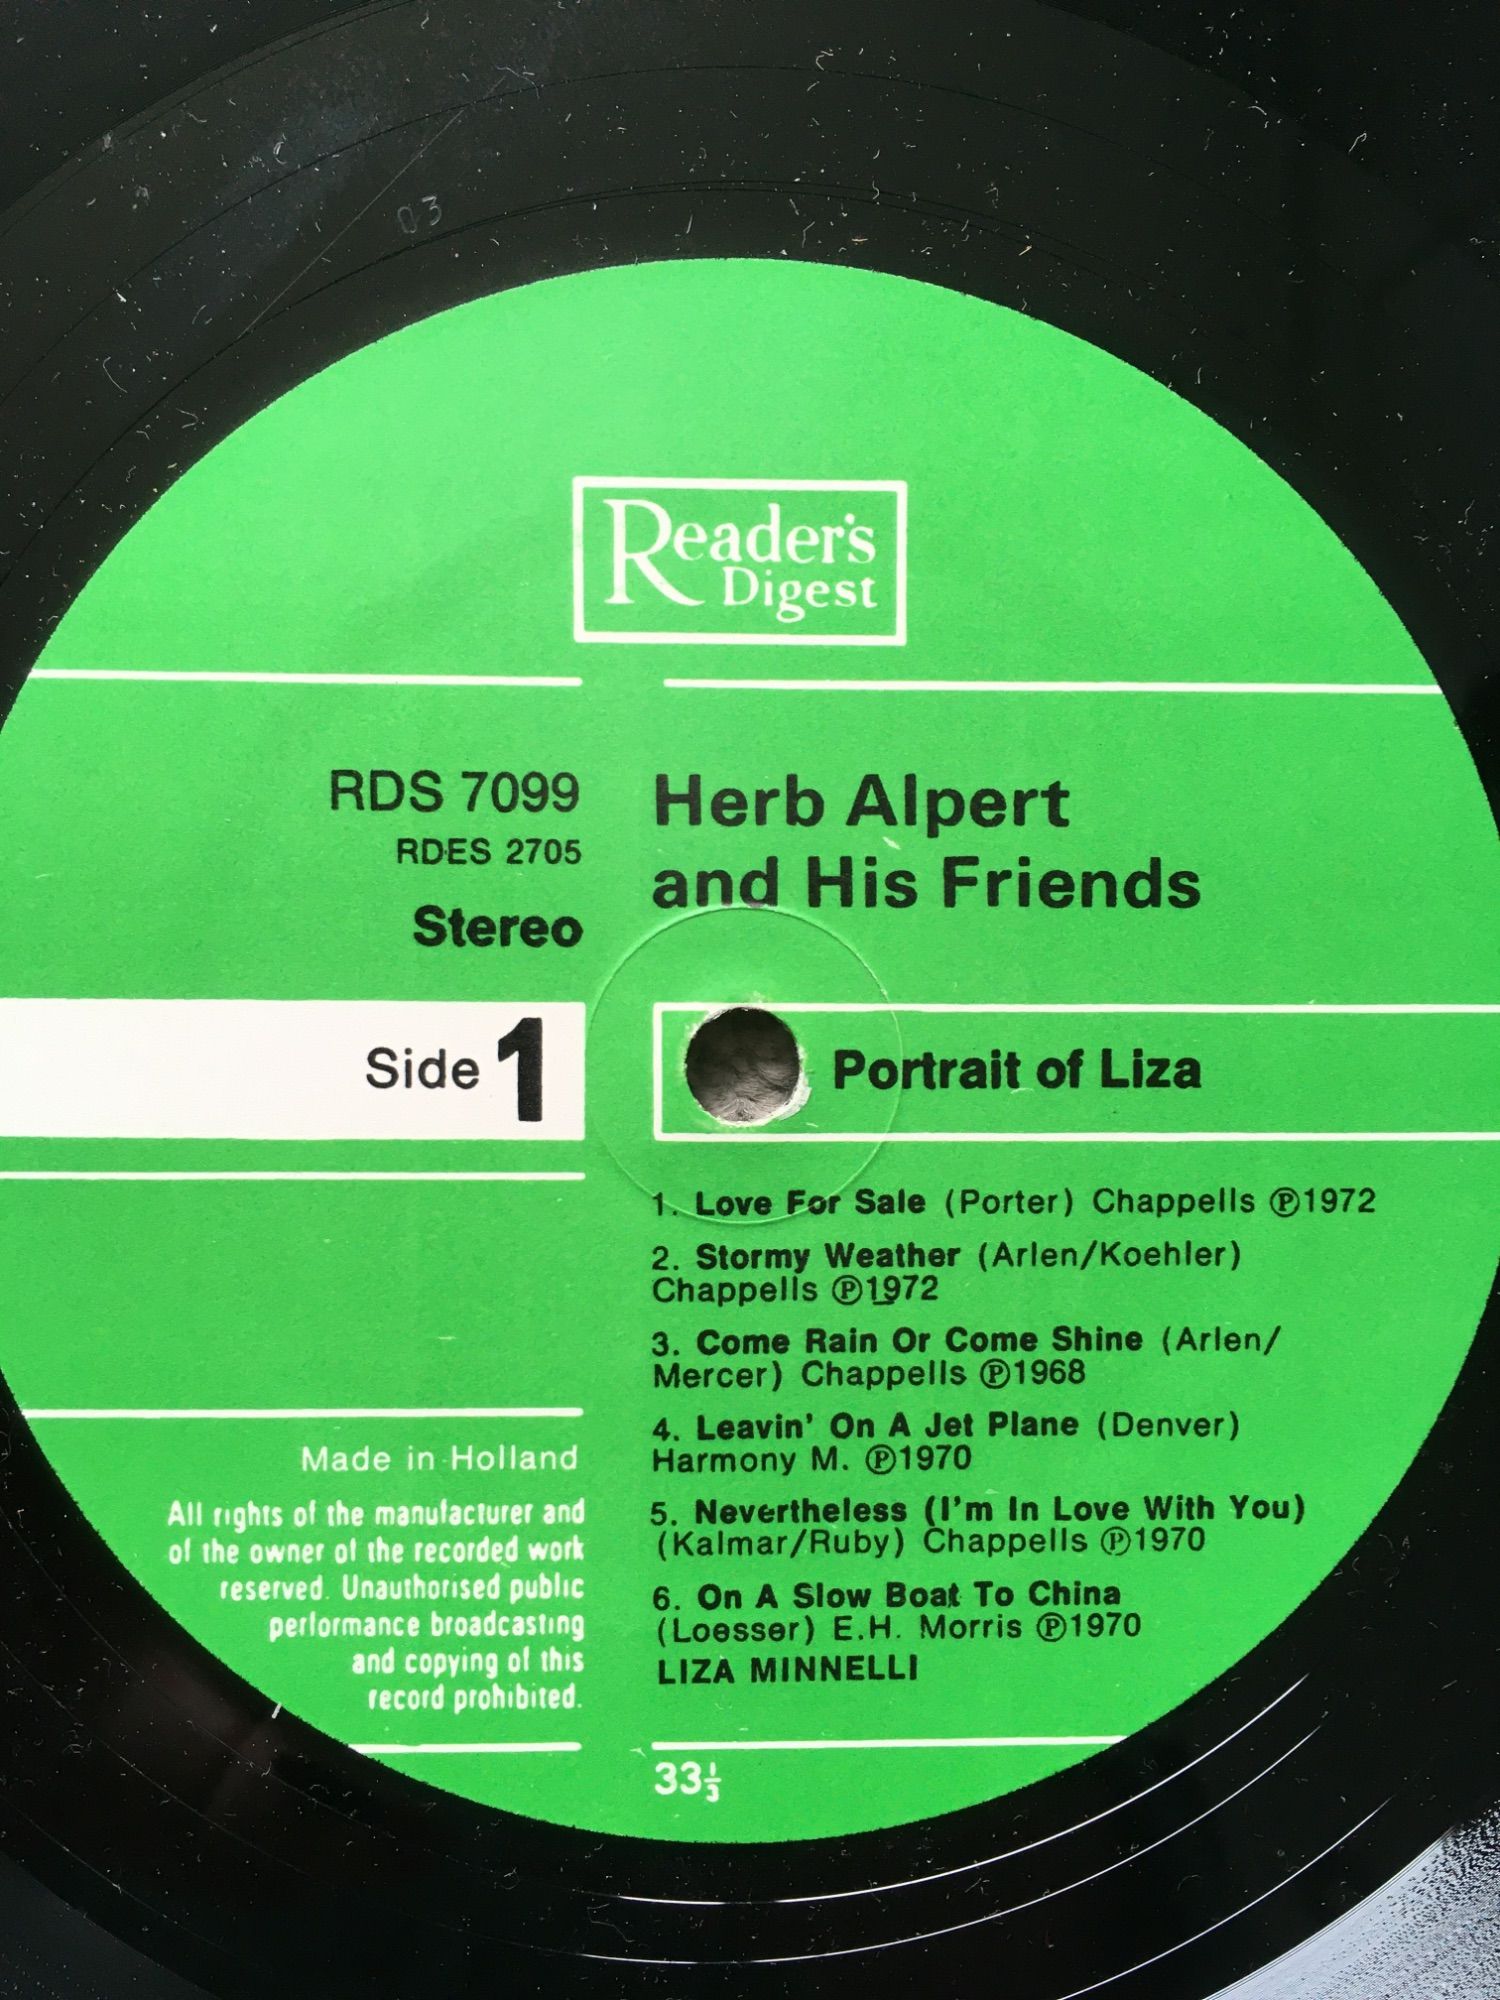 03
Reader's
Digest
RDS 7099
RDES 2705
Stereo
Herb Alpert
and His Friends
Side 1
Portrait of Liza
1. Love For Sale (Porter) Chappells ℗1972
2. Stormy Weather (Arlen/Koehler)
Chappells ℗1972
3. Come Rain Or Come Shine (Arlen/
Mercer) Chappells ℗1968
4. Leavin' On A Jet Plane (Denver)
Harmony M. ℗1970
5. Nevertheless (I'm In Love With You)
(Kalmar/Ruby) Chappells ℗1970
6. On A Slow Boat To China
(Loesser) E.H. Morris ℗1970
LIZA MINNELLI
Made in Holland
All rights of the manufacturer and
of the owner of the recorded work
reserved. Unauthorised public
performance broadcasting
and copying of this
record prohibited.
33⅓